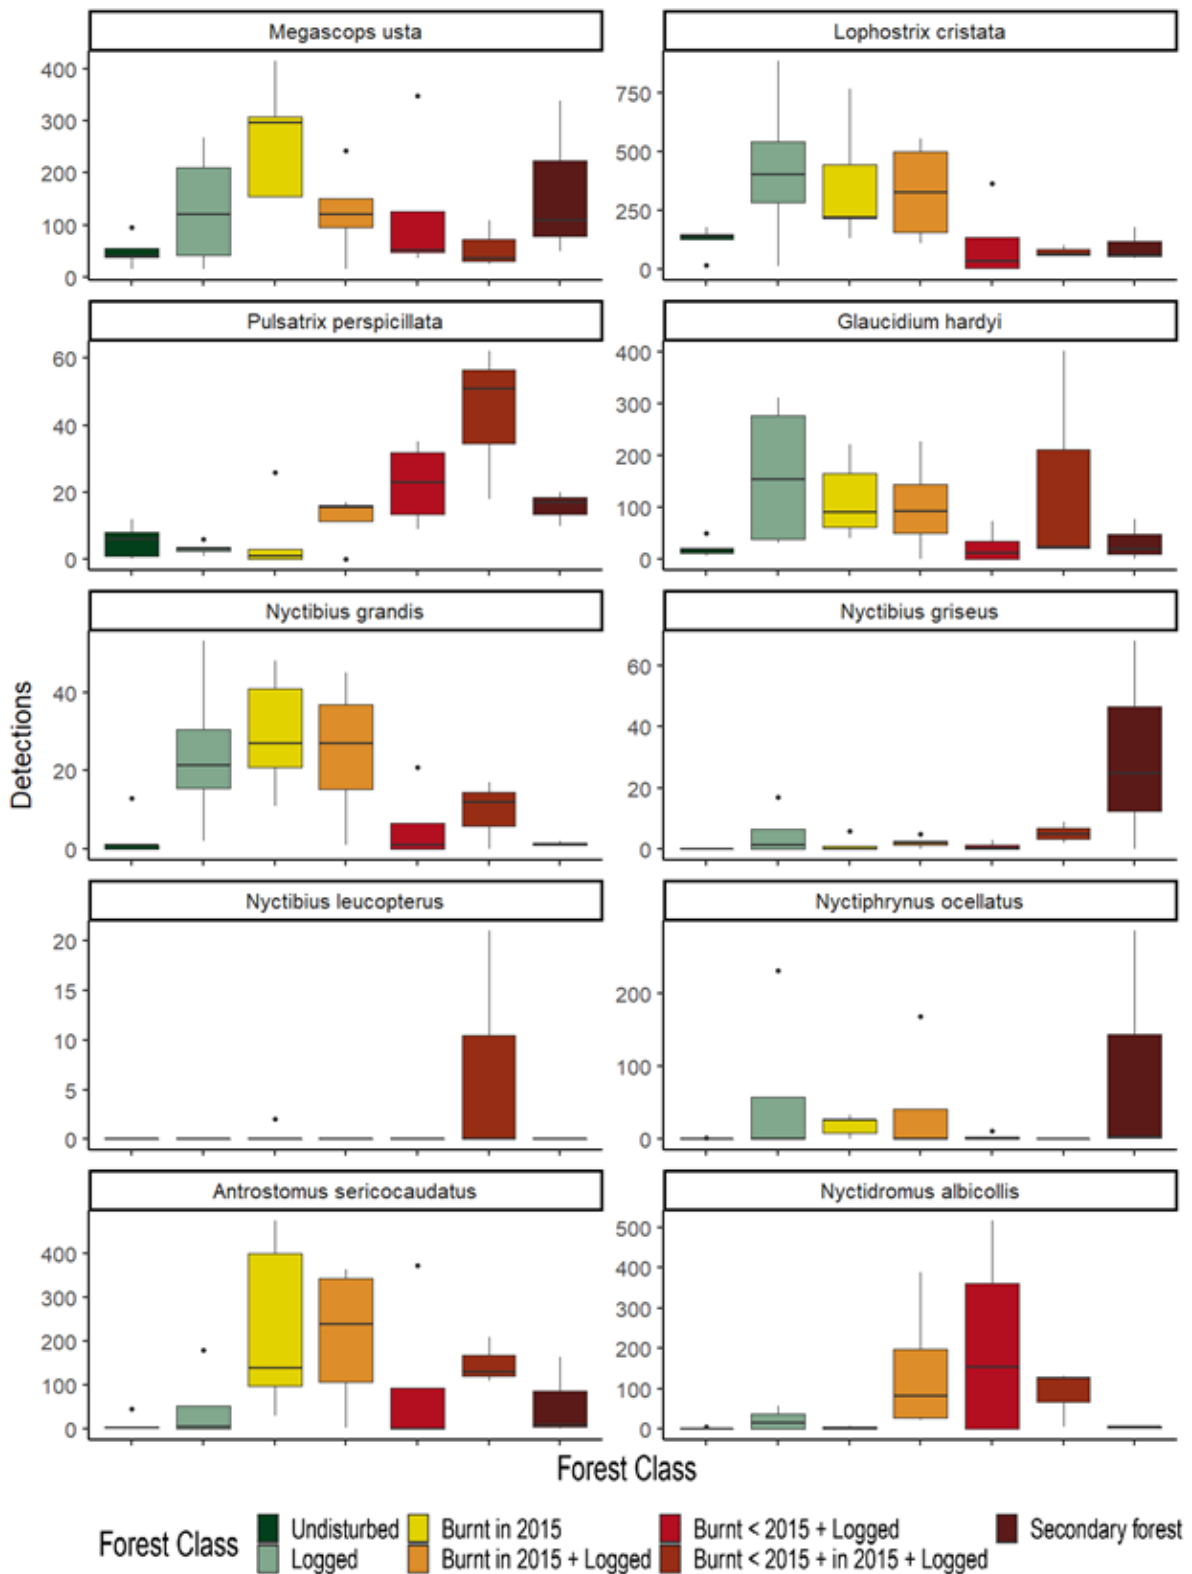 Megascops usta
Lophostrix cristata
400
300
200
100
0
750
500
250
0
Pulsatrix perspicillata
Glaucidium hardyi
60
40
20
0
400
300
200
100
0
Nyctibius grandis
Nyctibius griseus
40
20
0
60
40
20
0
Detections
Nyctibius leucopterus
Nyctiphrynus ocellatus
20
15
10
5
0
200
100
0
Antrostomus sericocaudatus
Nyctidromus albicollis
400
300
200
100
0
500
400
300
200
100
0
Forest Class
Forest Class
Undisturbed
Logged
Burnt in 2015
Burnt in 2015 + Logged
Burnt < 2015 + Logged
Burnt < 2015 + in 2015 + Logged
Secondary forest